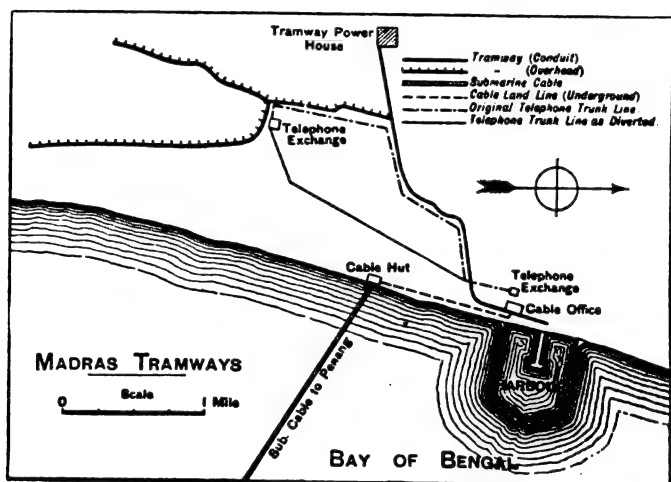 Tramway Power
House
Tramway (Conduit)
" (Overhead)
Submarine Cable
Cable Land Line (Underground)
Original Telephone Trunk Line
Telephone Trunk Line as Diverted.
Telephone
Exchange
Cable Hut
Telephone
Exchange
Cable Office
MADRAS TRAMWAYS
Scale
0 1 Mile
Sub. Cable to Penang
HARBOUR
BAY OF BENGAL